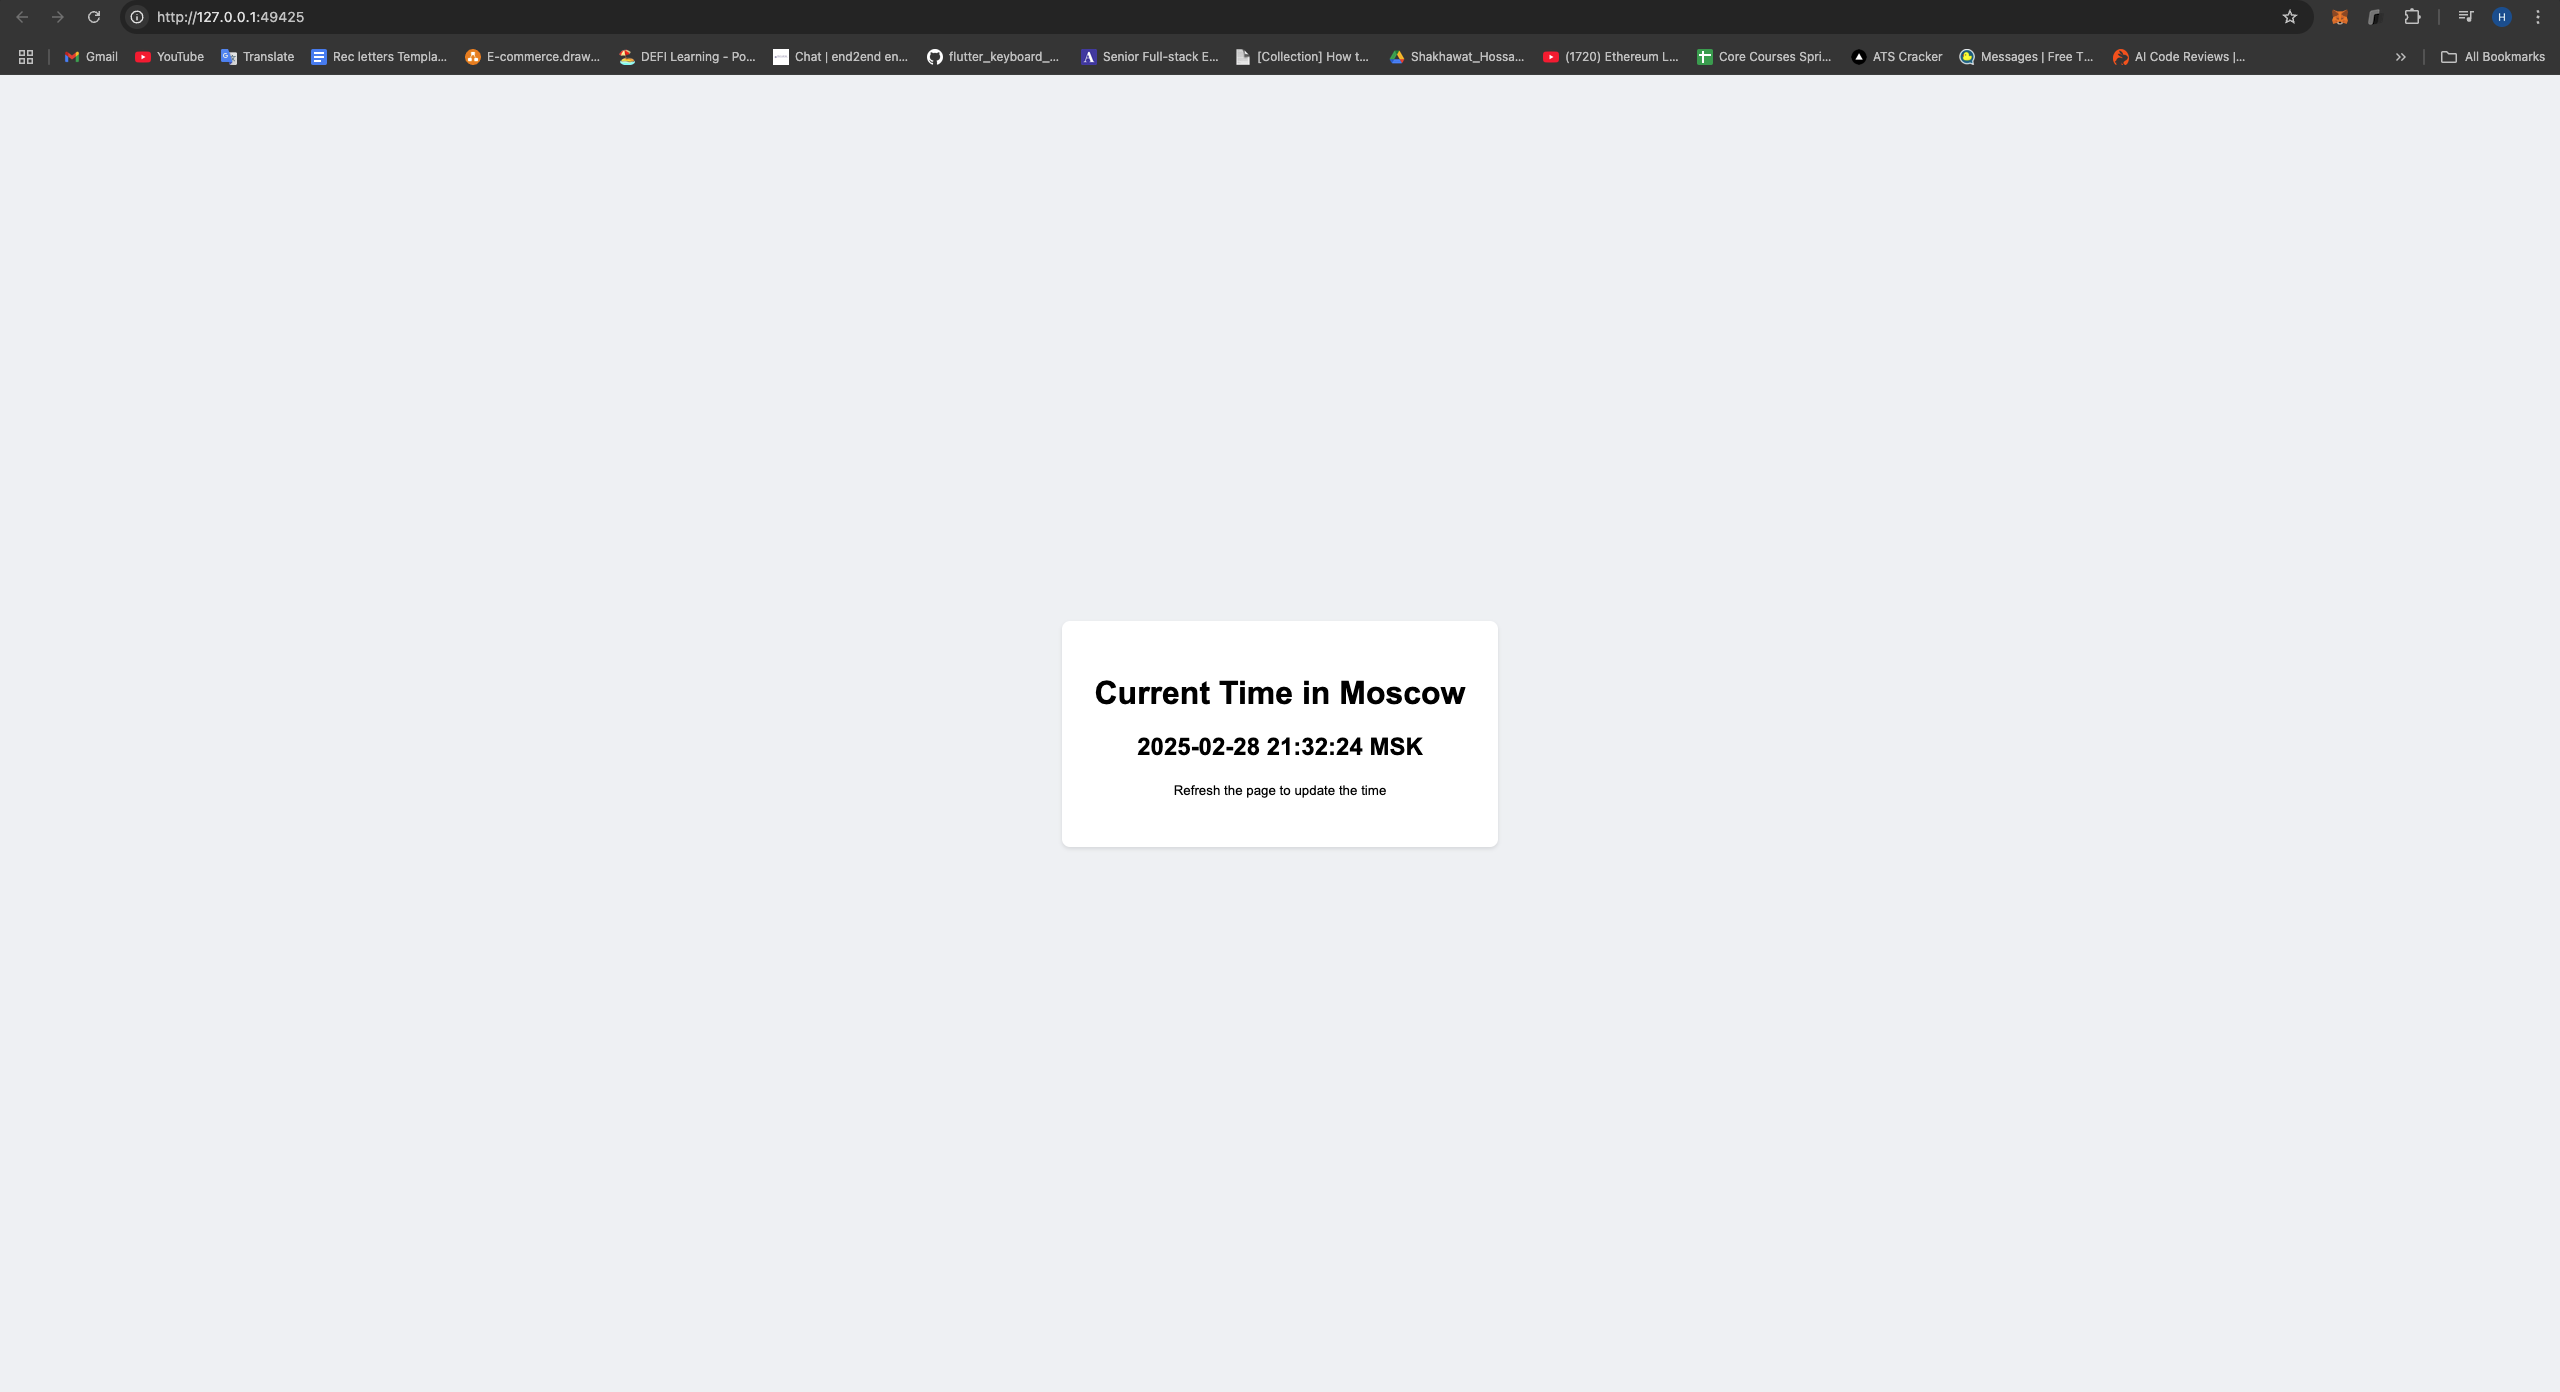 http://127.0.0.1:49425
H
Gmail YouTube Translate Rec letters Templa... E-commerce.draw... DEFI Learning - Po... Chat | end2end en... flutter_keyboard_... A Senior Full-stack E... [Collection] How t... Shakhawat_Hossa... (1720) Ethereum L... Core Courses Spri... ATS Cracker Messages | Free T... AI Code Reviews |... » All Bookmarks
Current Time in Moscow
2025-02-28 21:32:24 MSK
Refresh the page to update the time